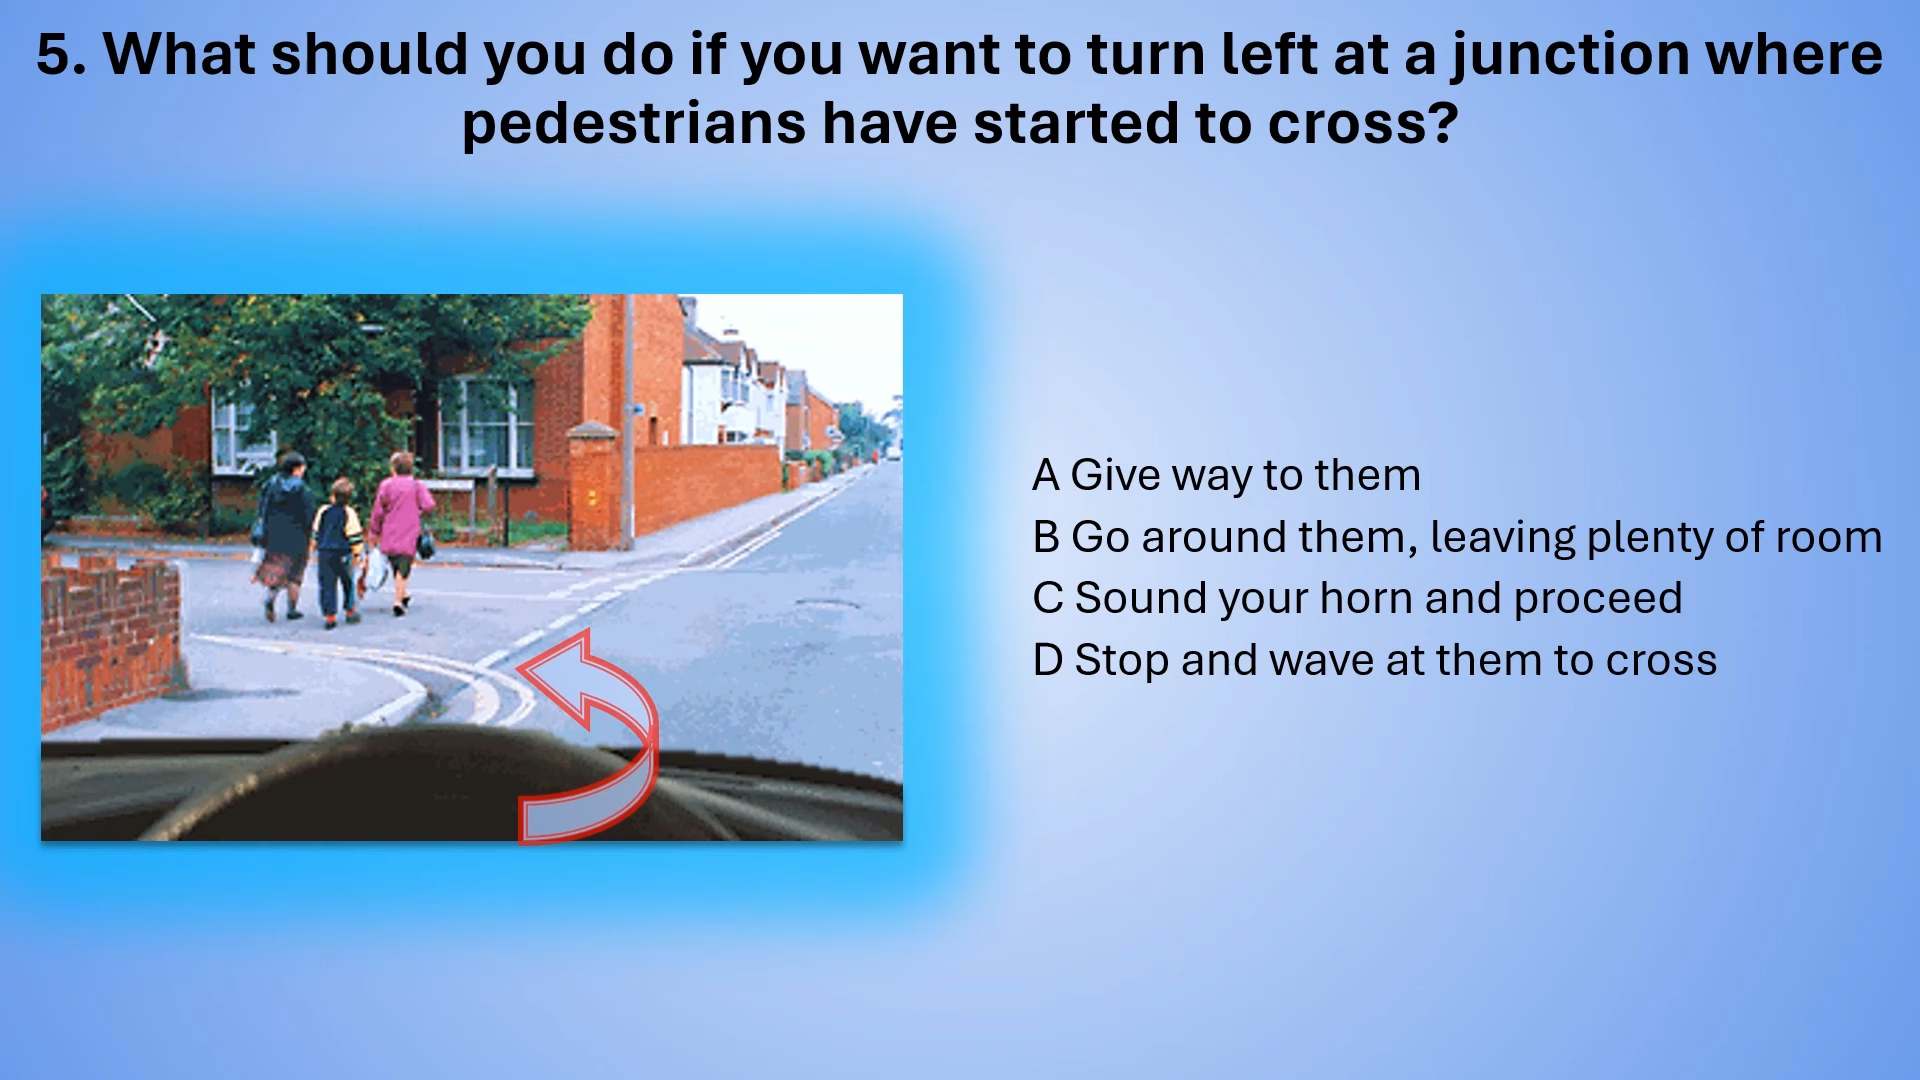 5. What should you do if you want to turn left at a junction where
pedestrians have started to cross?
A Give way to them
B Go around them, leaving plenty of room
C Sound your horn and proceed
D Stop and wave at them to cross